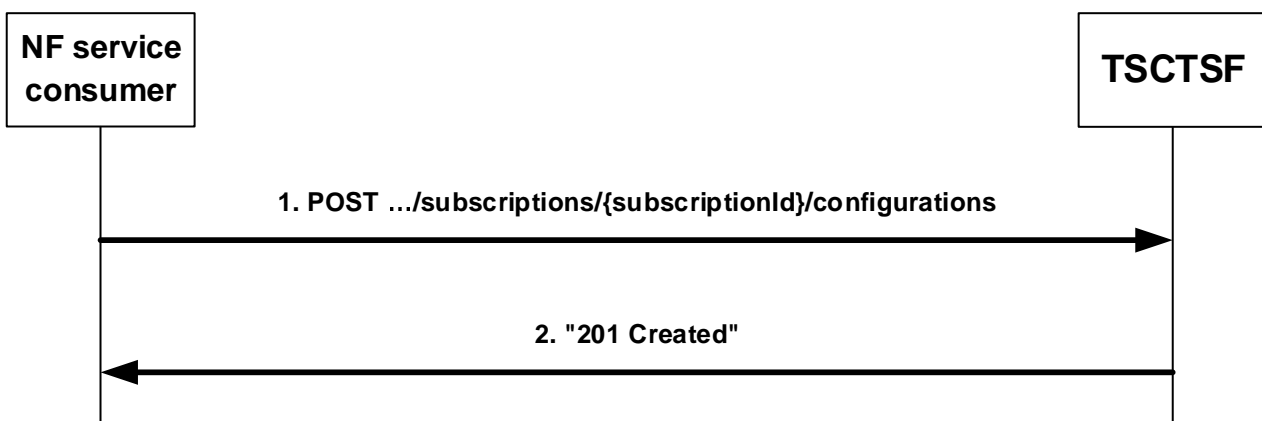 NF service
consumer
TSCTSF
1. POST …/subscriptions/{subscriptionId}/configurations
2. "201 Created"